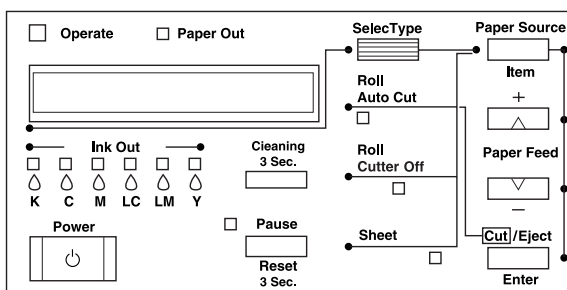 Operate
Paper Out
SelecType
Paper Source
Item
Roll
Auto Cut
+
Ink Out
Cleaning
3 Sec.
Roll
Cutter Off
Paper Feed
K C M LC LM Y
−
Power
Pause
Sheet
Cut/Eject
Reset
3 Sec.
Enter